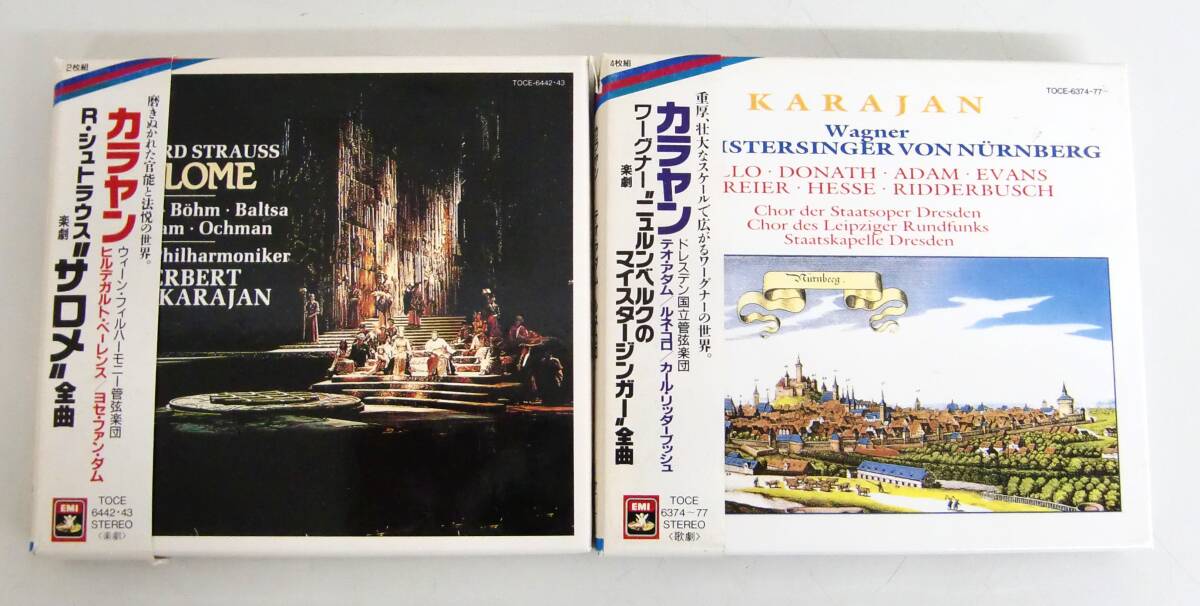 2枚組
磨きぬかれた官能と法悦の世界。
カラヤン
R・シュトラウス
楽劇
"サロメ"全曲
ウィーン・フィルハーモニー管弦楽団
ヒルデガルト・ベーレンス/ヨセ・ファン・ダム
EMI
TOCE
6442・43
STEREO
〈楽劇〉
TOCE-6442・43
RD STRAUSS
LOME
Böhm・Baltsa
am・Ochman
hilharmoniker
ERBERT
KARAJAN
4枚組
重厚、壮大なスケールで広がるワーグナーの世界。
カラヤン
ワーグナー
楽劇
"ニュルンベルクの
マイスタージンガー"全曲
ドレスデン国立管弦楽団
テオ・アダム/ルネ・コロ/カール・リッダーブッシュ
EMI
TOCE
6374～77
STEREO
〈歌劇〉
TOCE-6374-77
KARAJAN
Wagner
ISTERSINGER VON NÜRNBERG
LLO・DONATH・ADAM・EVANS
REIER・HESSE・RIDDERBUSCH
Chor der Staatsoper Dresden
Chor des Leipziger Rundfunks
Staatskapelle Dresden
Nürnberg.